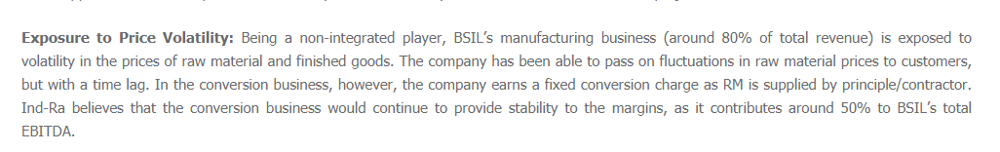 Exposure to Price Volatility: Being a non-integrated player, BSIL’s manufacturing business (around 80% of total revenue) is exposed to
volatility in the prices of raw material and finished goods. The company has been able to pass on fluctuations in raw material prices to customers,
but with a time lag. In the conversion business, however, the company earns a fixed conversion charge as RM is supplied by principle/contractor.
Ind-Ra believes that the conversion business would continue to provide stability to the margins, as it contributes around 50% to BSIL’s total
EBITDA.